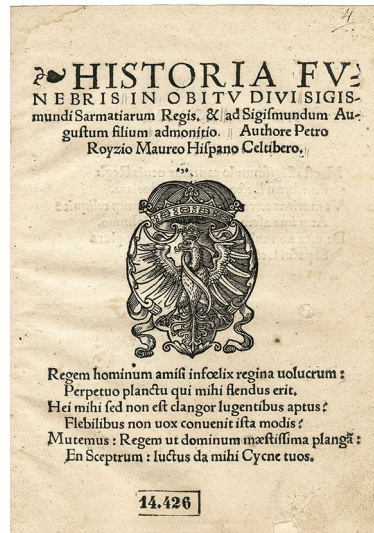 4
HISTORIA FV⸗
NEBRIS IN OBITV DIVI SIGIS⸗
mundi Sarmatiarum Regis. & ad Sigiſmundum Au⸗
guſtum filium admonitio. Authore Petro
Royzio Maureo Hiſpano Celtibero.
Regem hominum amiſi infœlix regina uolucrum:
Perpetuo planctu qui mihi flendus erit.
Hei mihi ſed non eſt clangor lugentibus aptus?
Flebilibus non uox conuenit iſta modis?
Mutemus: Regem ut dominum mæſtiſſima plangã:
En Sceptrum: luctus da mihi Cycne tuos.
14.426